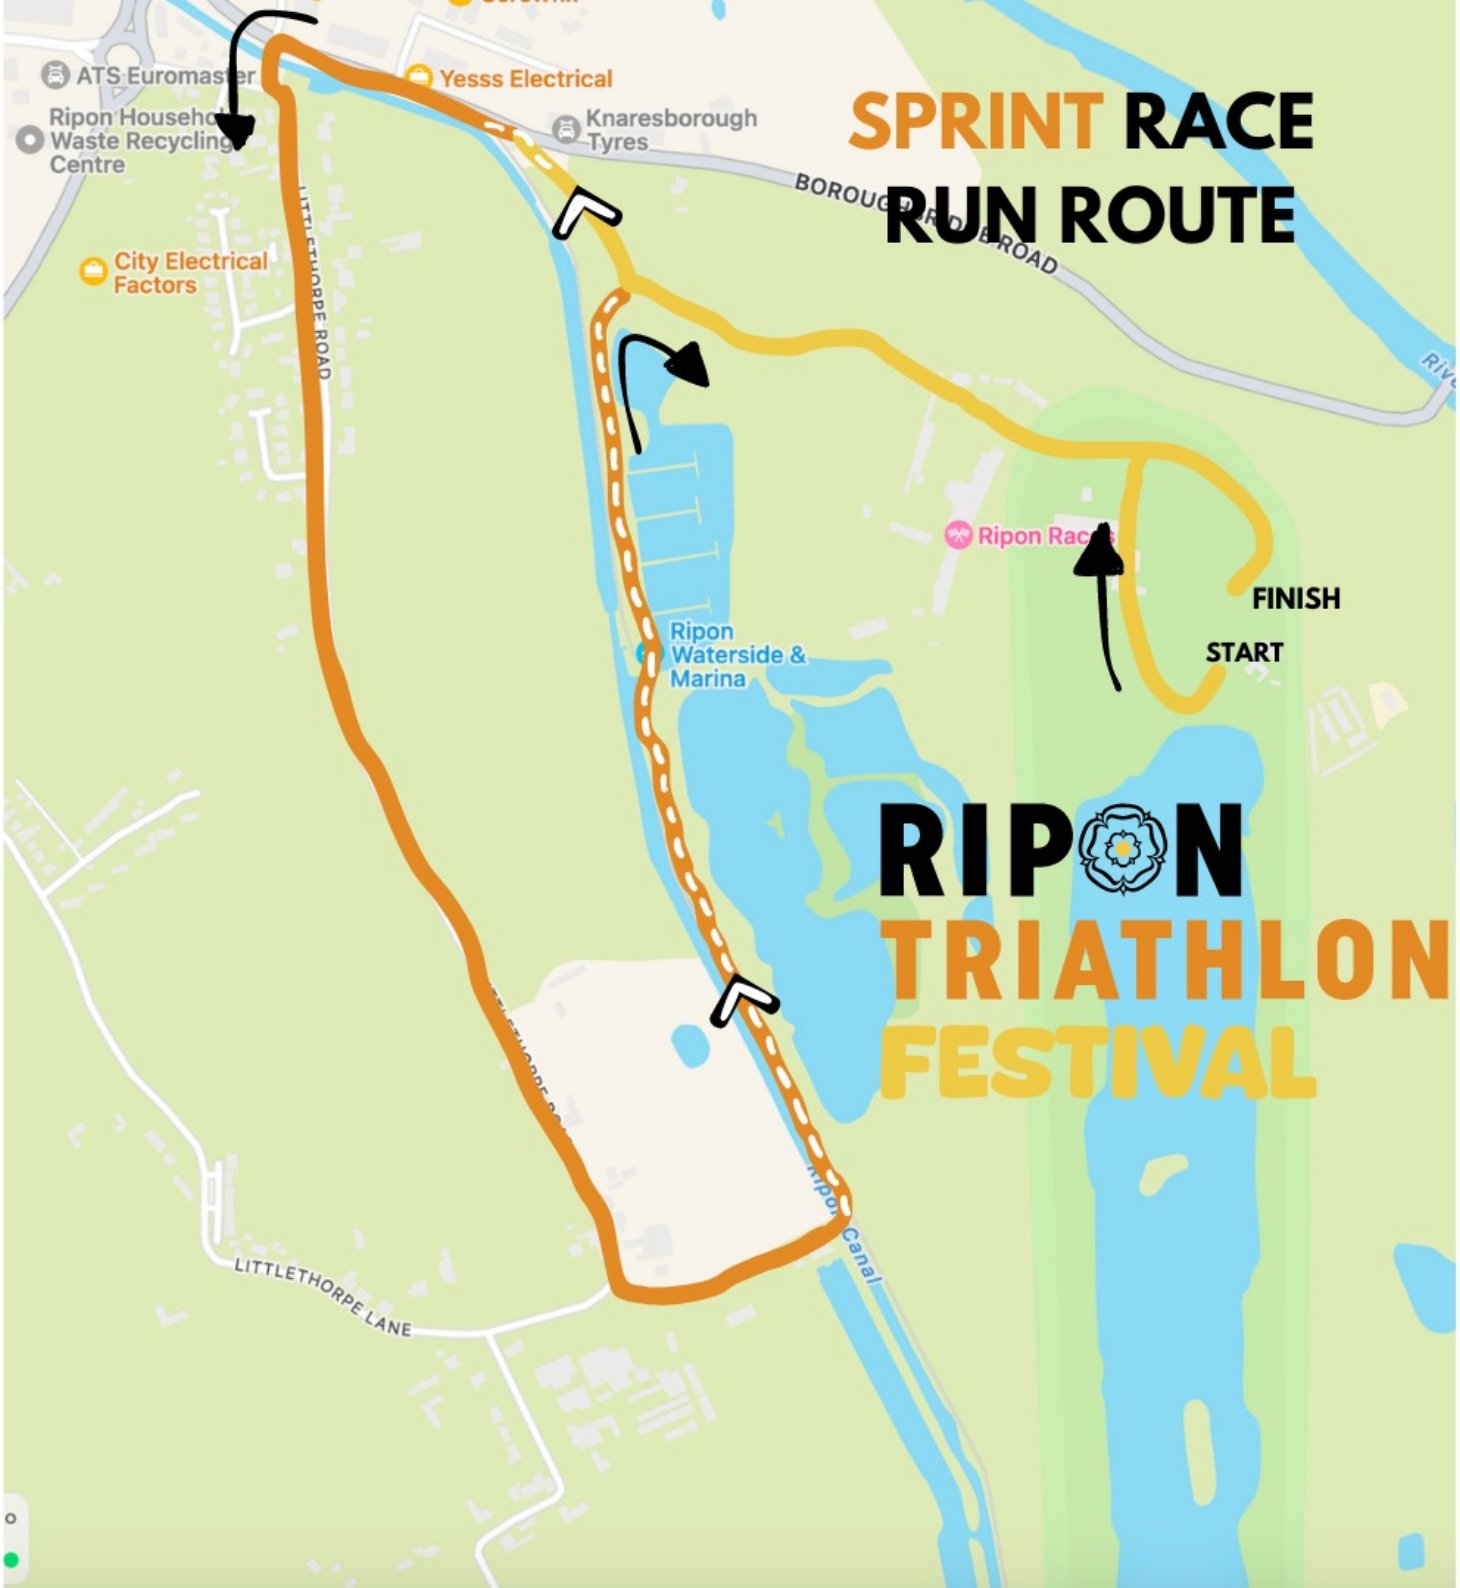 ATS Euromaster
Yesss Electrical
Ripon Househo
Waste Recycling
Centre
Knaresborough
Tyres
SPRINT RACE
RUN ROUTE
BOROUGHBRIDGE ROAD
City Electrical
Factors
LITTLETHORPE ROAD
Ripon Races
FINISH
START
Ripon
Waterside &
Marina
RIPON
TRIATHLON
FESTIVAL
Ripon Canal
LITTLETHORPE LANE